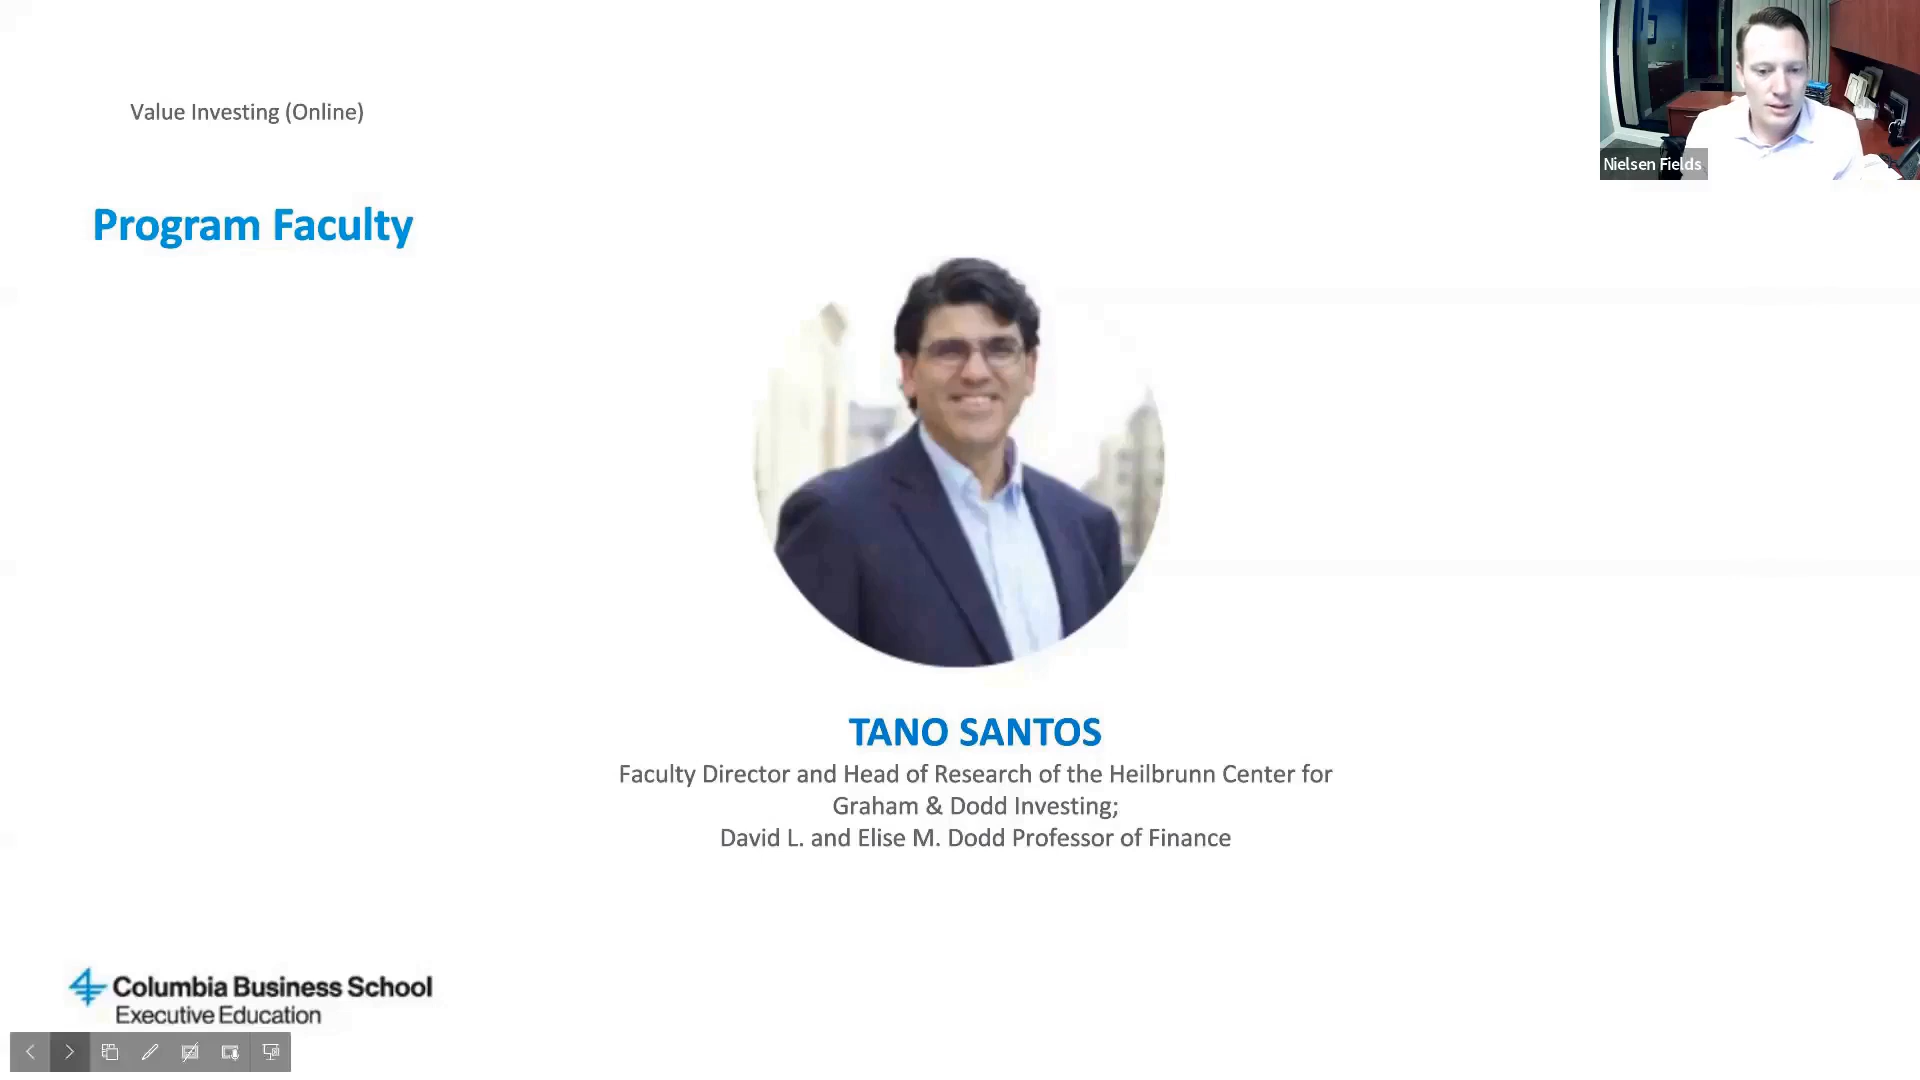 Value Investing (Online)
Nielsen Fields
Program Faculty
TANO SANTOS
Faculty Director and Head of Research of the Heilbrunn Center for
Graham & Dodd Investing;
David L. and Elise M. Dodd Professor of Finance
Columbia Business School
Executive Education